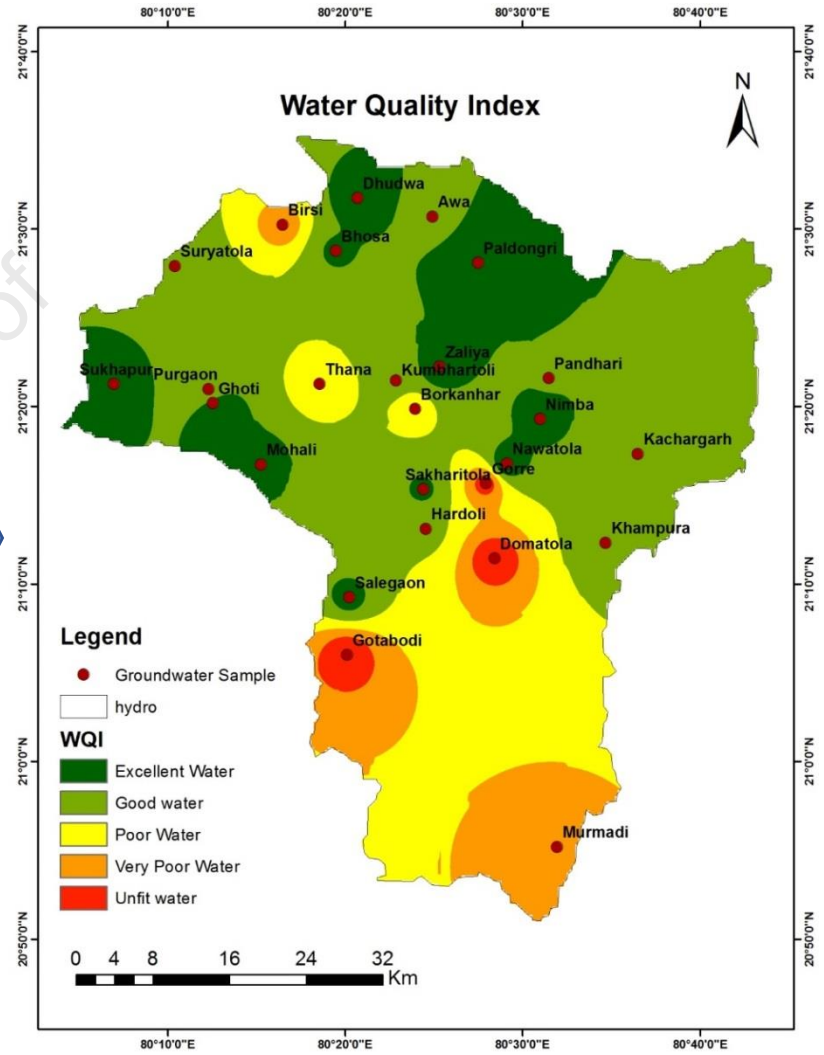 80°10'0"E 80°20'0"E 80°30'0"E 80°40'0"E
21°40'0"N 21°40'0"N
Water Quality Index
N
Dhudwa
Awa
Birsi
21°30'0"N 21°30'0"N
Bhosa
Suryatola
Paldongri
of
Zaliya
Pandhari
Sukhapur Purgaon
Thana
Kumbhartoli
Ghoti
Borkanhar
Nimba
21°20'0"N 21°20'0"N
Kachargarh
Mohali
Nawatola
Sakharitola
Gorre
Hardoli
Khampura
Domatola
21°10'0"N 21°10'0"N
Salegaon
Legend
Gotabodi
Groundwater Sample
hydro
WQI
21°0'0"N 21°0'0"N
Excellent Water
Good water
Poor Water
Murmadi
Very Poor Water
Unfit water
20°50'0"N 20°50'0"N
0 4 8 16 24 32
Km
80°10'0"E 80°20'0"E 80°30'0"E 80°40'0"E